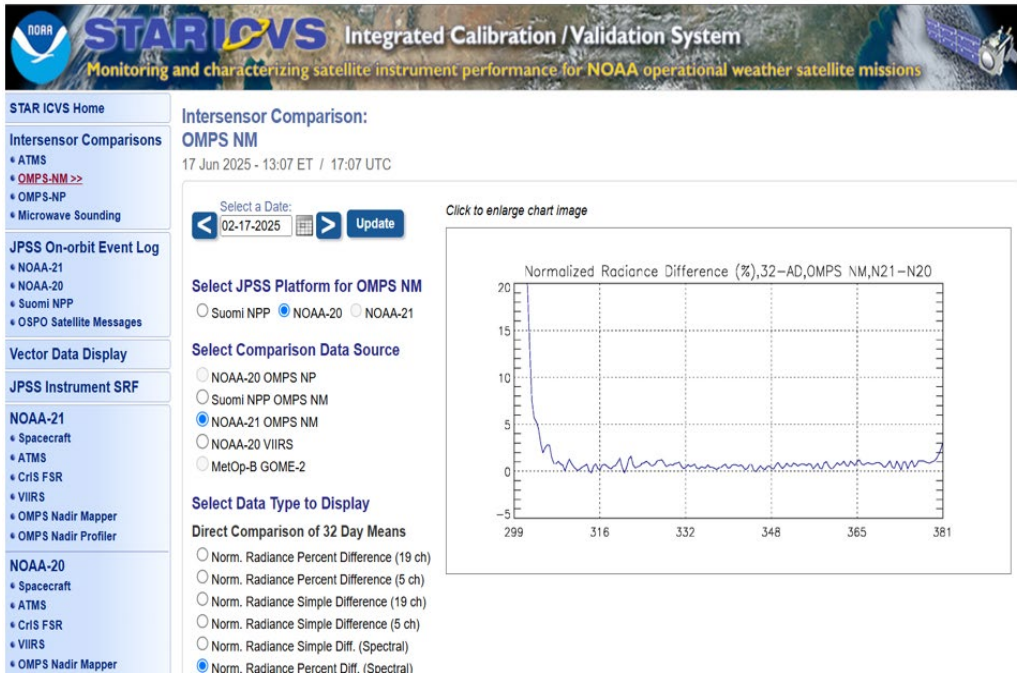 NOAA
STAR ICVS Integrated Calibration / Validation System
Monitoring and characterizing satellite instrument performance for NOAA operational weather satellite missions
STAR ICVS Home
Intersensor Comparisons
ATMS
OMPS-NM >>
OMPS-NP
Microwave Sounding
JPSS On-orbit Event Log
NOAA-21
NOAA-20
Suomi NPP
OSPO Satellite Messages
Vector Data Display
JPSS Instrument SRF
NOAA-21
Spacecraft
ATMS
CrIS FSR
VIIRS
OMPS Nadir Mapper
OMPS Nadir Profiler
NOAA-20
Spacecraft
ATMS
CrIS FSR
VIIRS
OMPS Nadir Mapper
Intersensor Comparison:
OMPS NM
17 Jun 2025 - 13:07 ET / 17:07 UTC
Select a Date:
< 02-17-2025 > Update
Select JPSS Platform for OMPS NM
Suomi NPP NOAA-20 NOAA-21
Select Comparison Data Source
NOAA-20 OMPS NP
Suomi NPP OMPS NM
NOAA-21 OMPS NM
NOAA-20 VIIRS
MetOp-B GOME-2
Select Data Type to Display
Direct Comparison of 32 Day Means
Norm. Radiance Percent Difference (19 ch)
Norm. Radiance Percent Difference (5 ch)
Norm. Radiance Simple Difference (19 ch)
Norm. Radiance Simple Difference (5 ch)
Norm. Radiance Simple Diff. (Spectral)
Norm. Radiance Percent Diff. (Spectral)
Click to enlarge chart image
Normalized Radiance Difference (%),32-AD,OMPS NM,N21-N20
20
15
10
5
0
-5
299 316 332 348 365 381